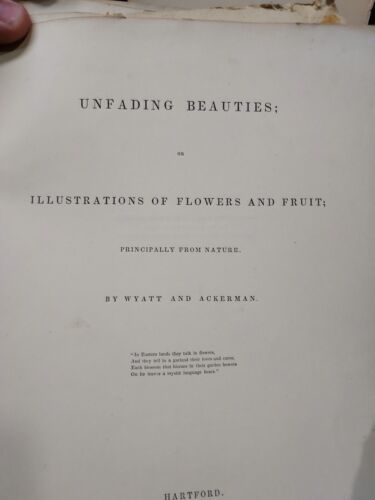 UNFADING BEAUTIES;
OR
ILLUSTRATIONS OF FLOWERS AND FRUIT;
PRINCIPALLY FROM NATURE.
BY WYATT AND ACKERMAN.
"In Eastern lands they talk in flowers,
And they tell in a garland their loves and cares,
Each blossom that blooms in their garden bowers
On its leaves a mystic language bears."
HARTFORD.